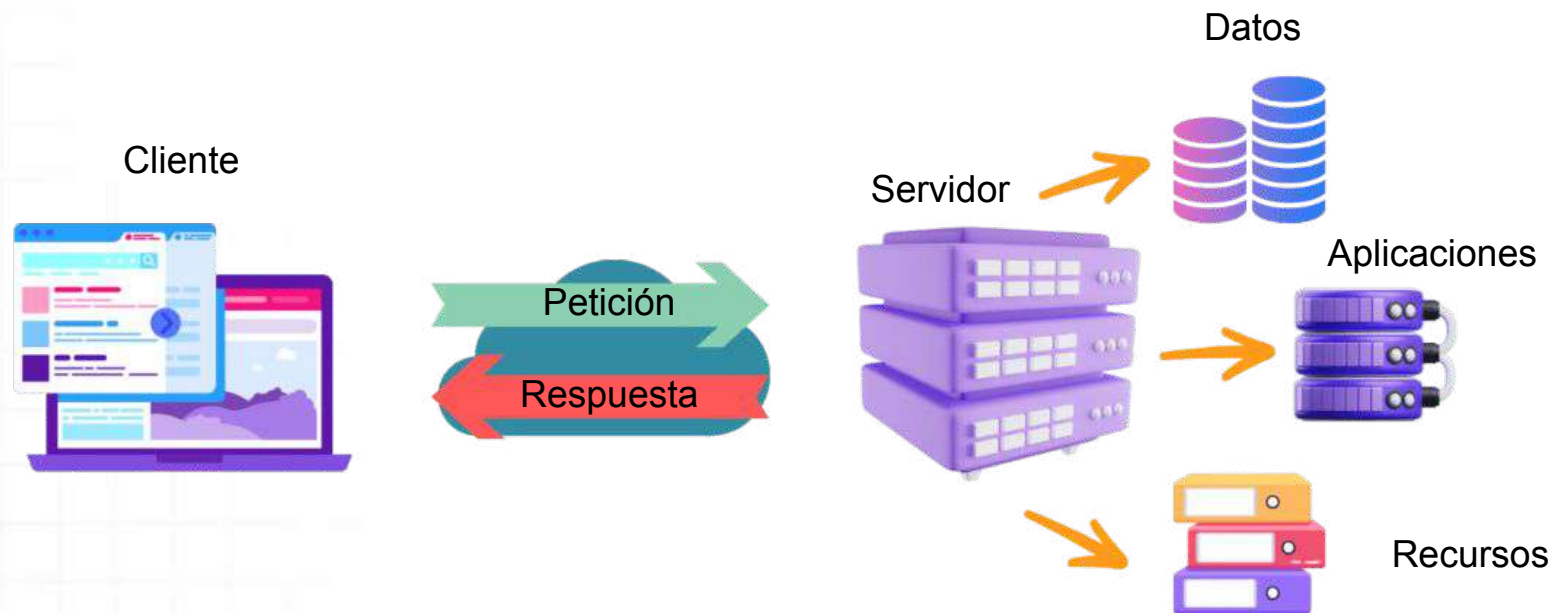 Datos
Cliente
Servidor
Aplicaciones
Petición
Respuesta
Recursos